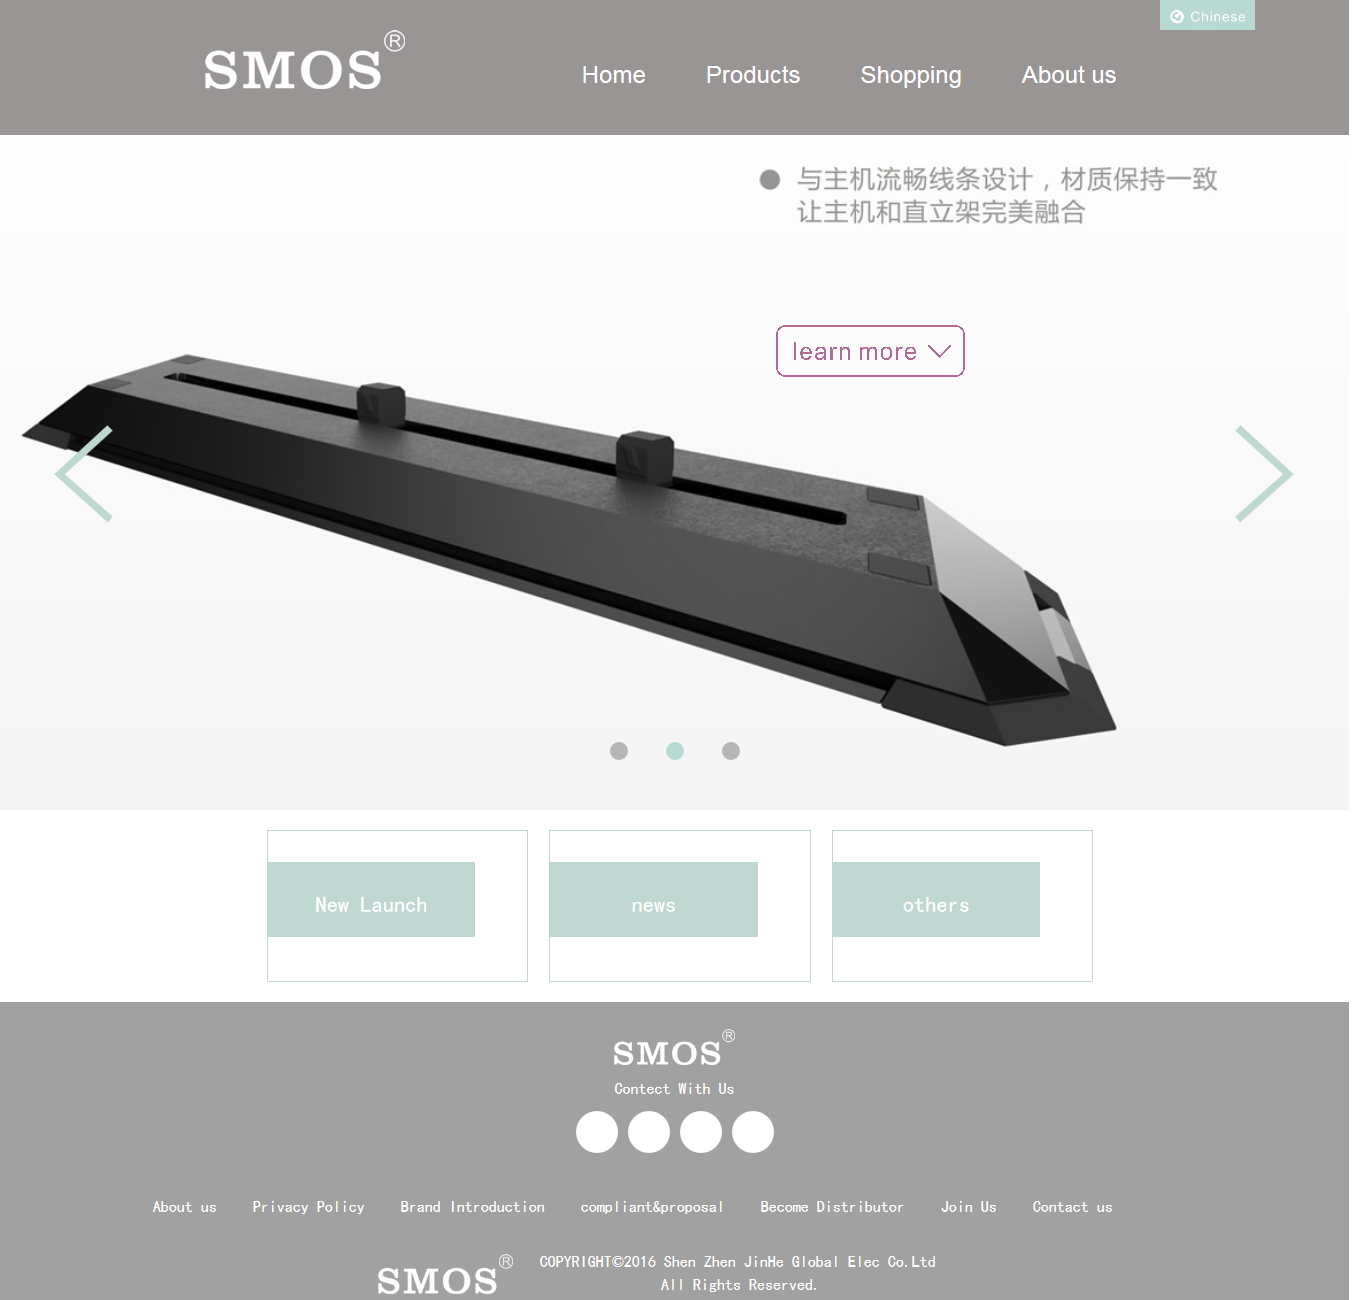 Chinese
SMOS®
Home
Products
Shopping
About us
● 与主机流畅线条设计，材质保持一致
让主机和直立架完美融合
learn more
New Launch
news
others
SMOS®
Contect With Us
About us
Privacy Policy
Brand Introduction
compliant&proposal
Become Distributor
Join Us
Contact us
SMOS®
COPYRIGHT©2016 Shen Zhen JinHe Global Elec Co.Ltd
All Rights Reserved.